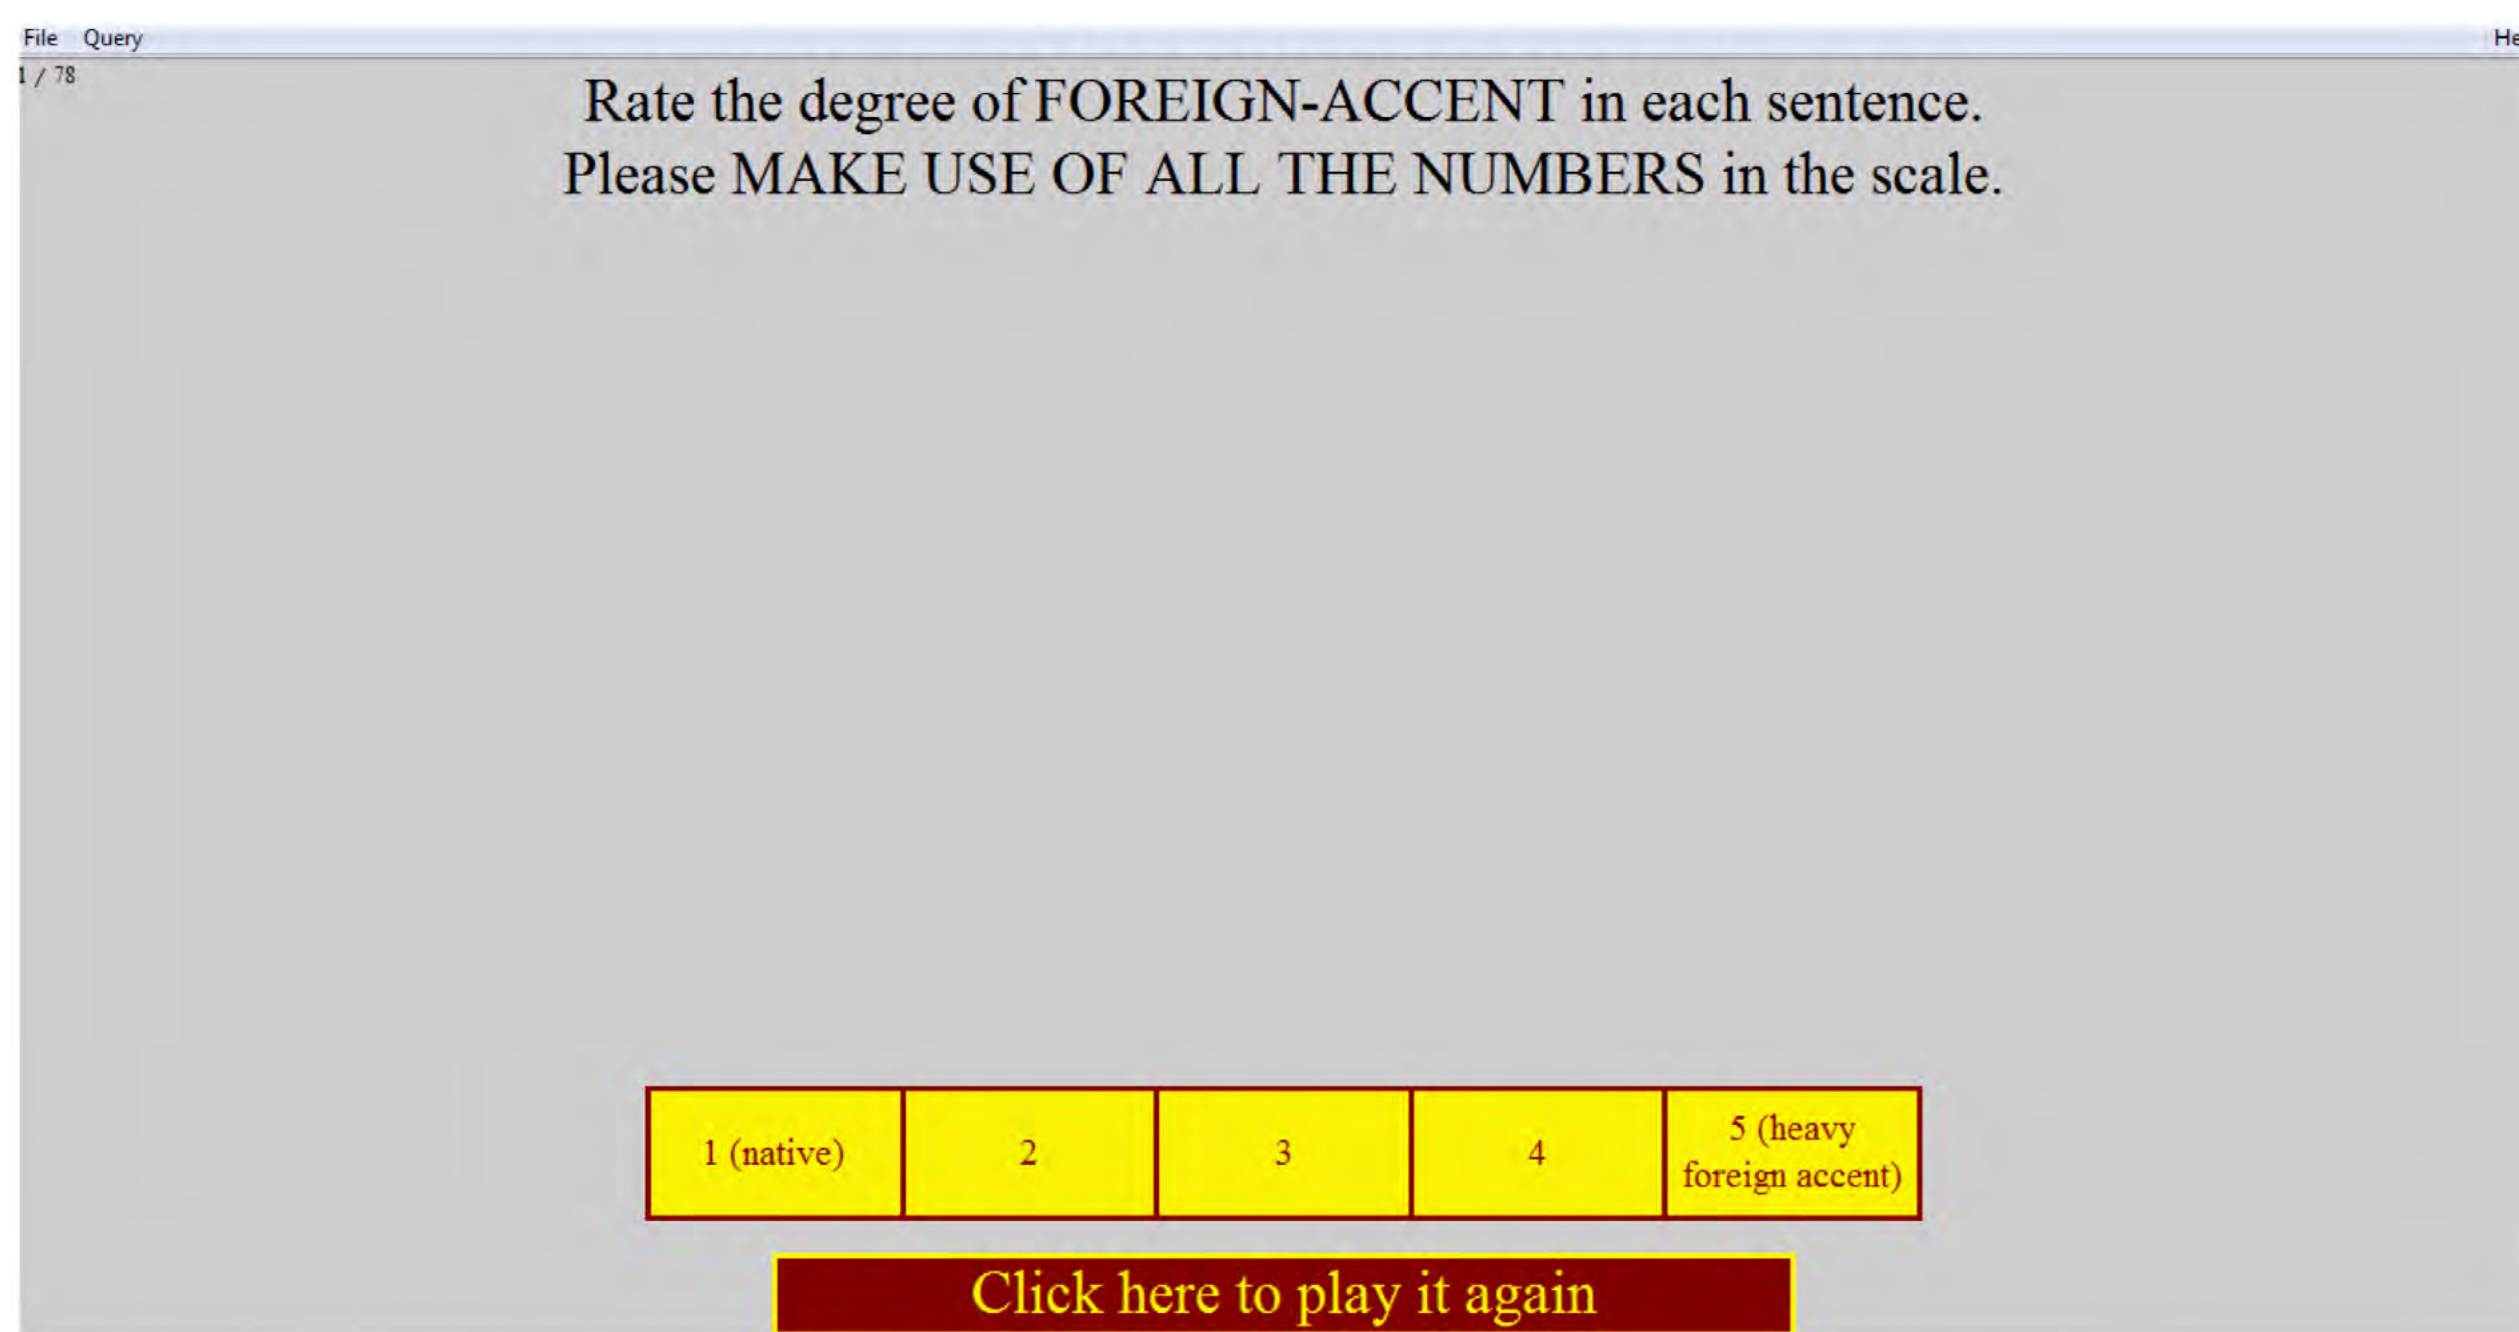 File Query
1 / 78
Rate the degree of FOREIGN-ACCENT in each sentence.
Please MAKE USE OF ALL THE NUMBERS in the scale.
1 (native) 2 3 4 5 (heavy
foreign accent)
Click here to play it again